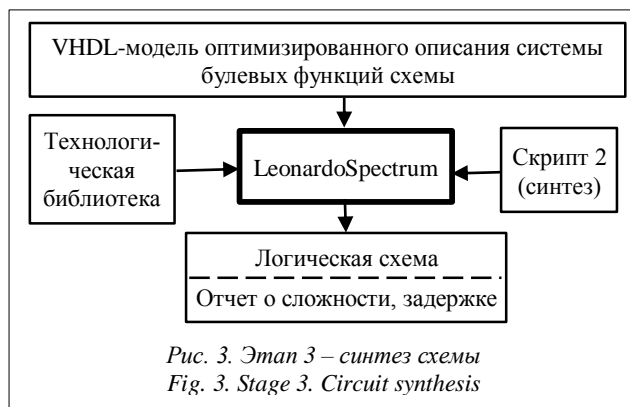 VHDL-модель оптимизированного описания системы
булевых функций схемы
Технологи-
ческая
библиотека
LeonardoSpectrum
Скрипт 2
(синтез)
Логическая схема
Отчет о сложности, задержке
Рис. 3. Этап 3 – синтез схемы
Fig. 3. Stage 3. Circuit synthesis